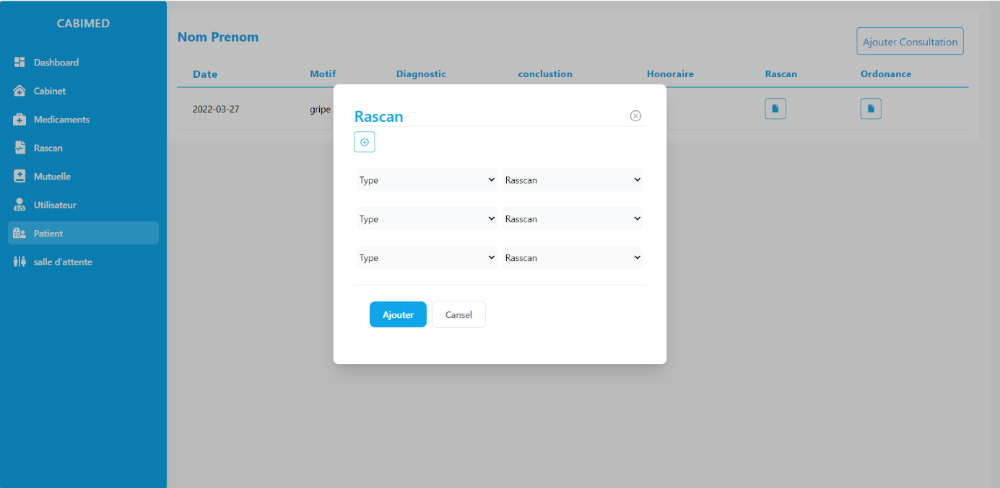 CABIMED
Dashboard
Cabinet
Medicaments
Rascan
Mutuelle
Utilisateur
Patient
salle d'attente
Nom Prenom
Ajouter Consultation
Date Motif Diagnostic conclustion Honoraire Rascan Ordonance
2022-03-27 gripe
Rascan
Type Rasscan
Type Rasscan
Type Rasscan
Ajouter Cansel